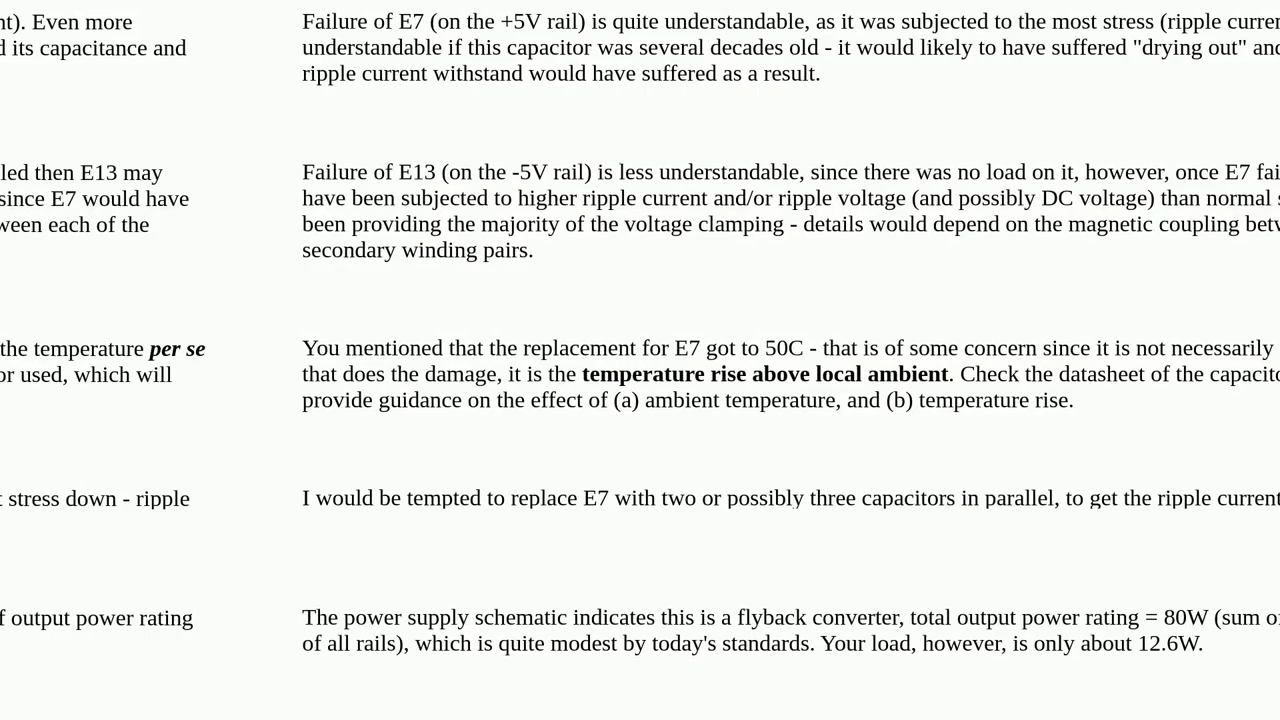 nt). Even more
d its capacitance and
led then E13 may
since E7 would have
ween each of the
the temperature per se
or used, which will
t stress down - ripple
f output power rating
Failure of E7 (on the +5V rail) is quite understandable, as it was subjected to the most stress (ripple curre
understandable if this capacitor was several decades old - it would likely to have suffered "drying out" and
ripple current withstand would have suffered as a result.
Failure of E13 (on the -5V rail) is less understandable, since there was no load on it, however, once E7 fai
have been subjected to higher ripple current and/or ripple voltage (and possibly DC voltage) than normal s
been providing the majority of the voltage clamping - details would depend on the magnetic coupling betw
secondary winding pairs.
You mentioned that the replacement for E7 got to 50C - that is of some concern since it is not necessarily
that does the damage, it is the temperature rise above local ambient. Check the datasheet of the capacito
provide guidance on the effect of (a) ambient temperature, and (b) temperature rise.
I would be tempted to replace E7 with two or possibly three capacitors in parallel, to get the ripple current
The power supply schematic indicates this is a flyback converter, total output power rating = 80W (sum of
of all rails), which is quite modest by today's standards. Your load, however, is only about 12.6W.